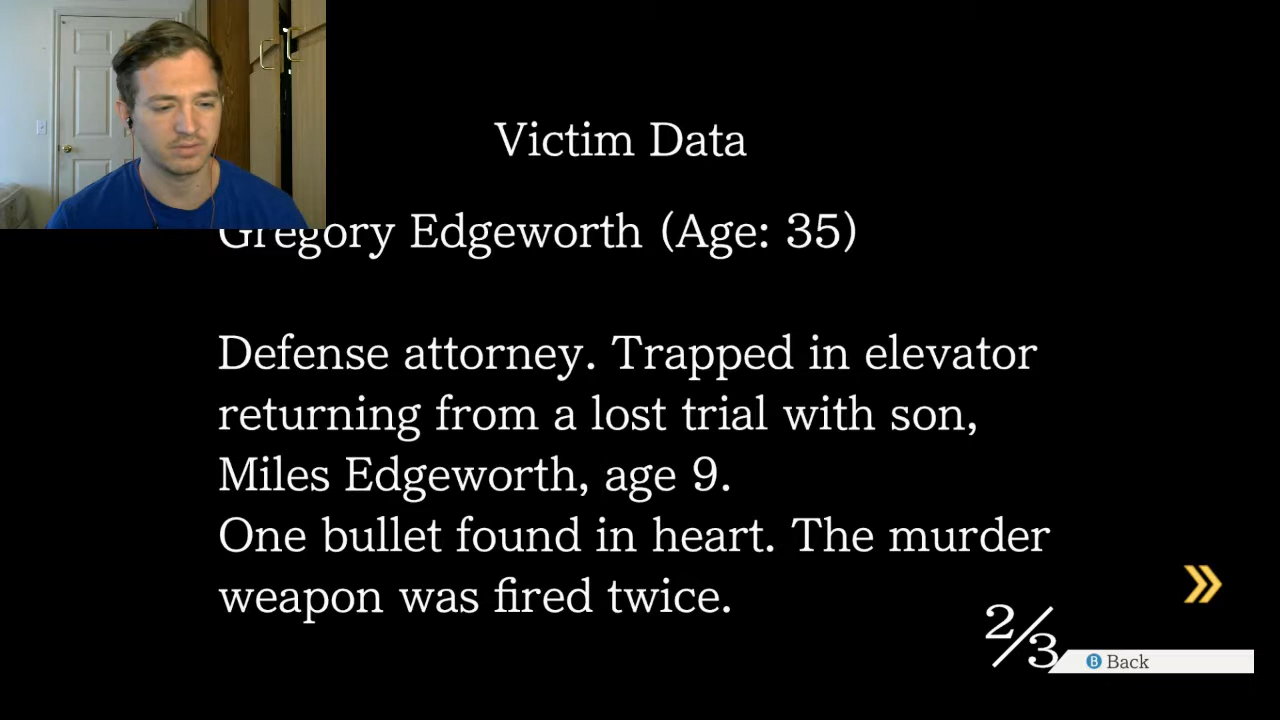 Victim Data
Gregory Edgeworth (Age: 35)
Defense attorney. Trapped in elevator
returning from a lost trial with son,
Miles Edgeworth, age 9.
One bullet found in heart. The murder
weapon was fired twice.
2/3
B Back